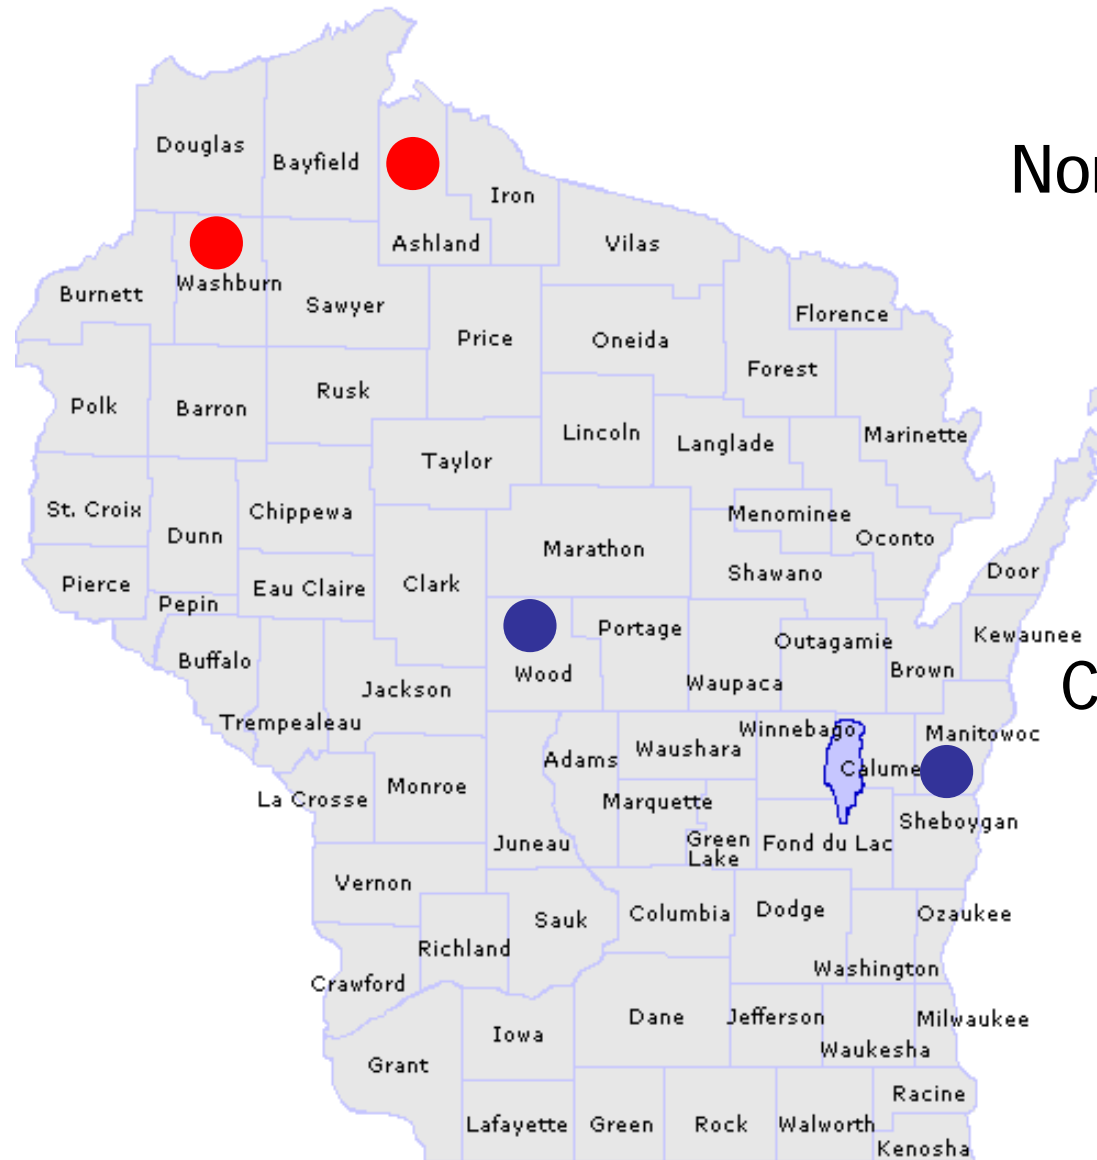 Douglas
Bayfield
Nor
Iron
Ashland
Vilas
Washburn
Burnett
Sawyer
Florence
Price
Oneida
Forest
Rusk
Polk
Barron
Lincoln
Langlade
Marinette
Taylor
St. Croix
Chippewa
Menominee
Dunn
Oconto
Marathon
Shawano
Door
Pierce
Eau Claire
Clark
Pepin
Portage
Outagamie
Kewaunee
Buffalo
Wood
Brown
Jackson
Waupaca
C
Trempealeau
Winnebago
Manitowoc
Adams
Waushara
Calume
Monroe
La Crosse
Marquette
Sheboygan
Juneau
Green
Lake
Fond du Lac
Vernon
Sauk
Columbia
Dodge
Ozaukee
Richland
Washington
Crawford
Dane
Jefferson
Milwaukee
Iowa
Waukesha
Grant
Racine
Lafayette
Green
Rock
Walworth
Kenosha